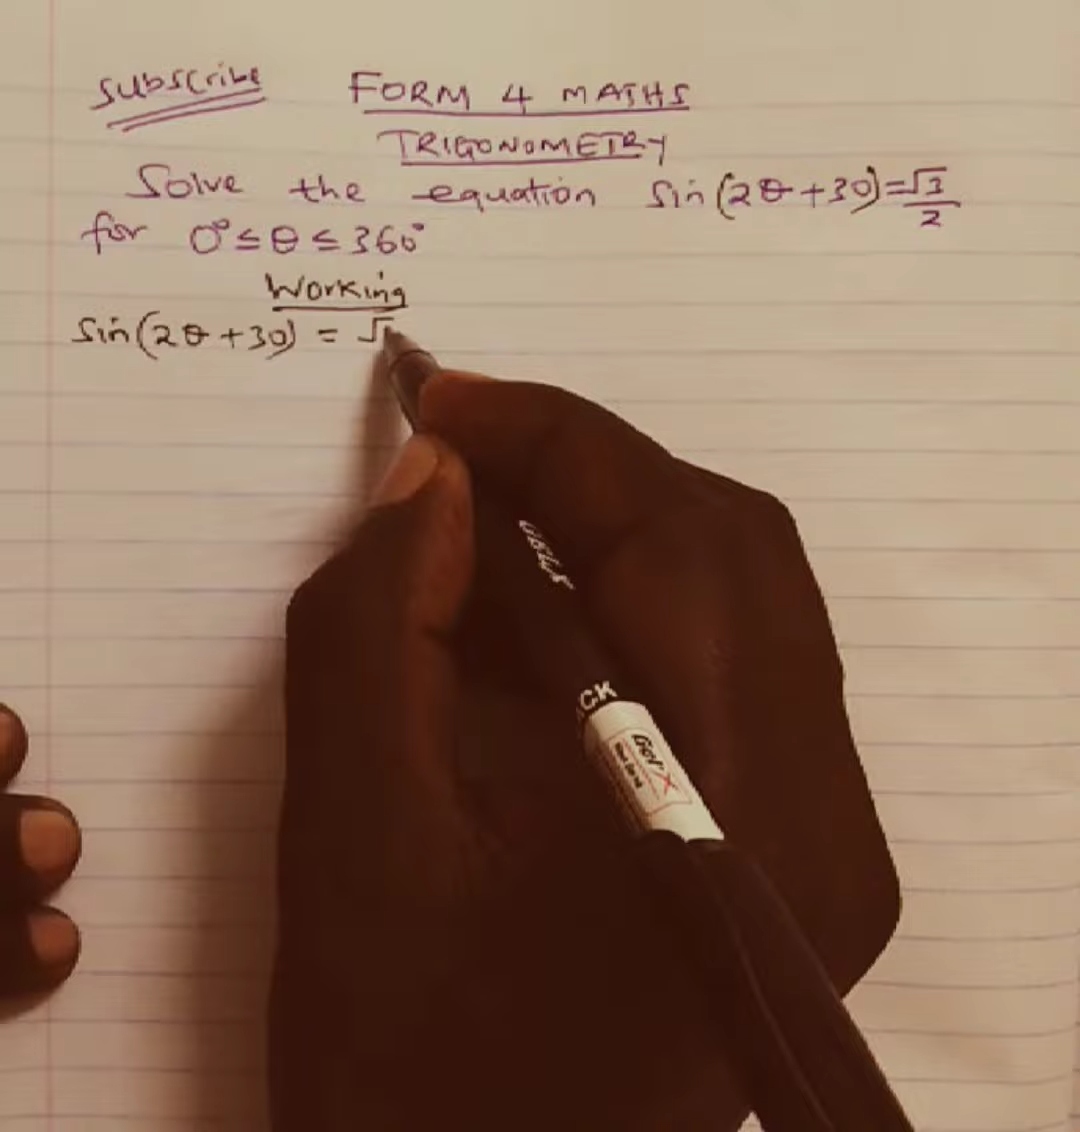 Subscribe FORM 4 MATHS
TRIGONOMETRY
Solve the equation Sin(2θ+30)=√3/2
for 0°≤θ≤360°
Working
Sin(2θ+30) = √
CK